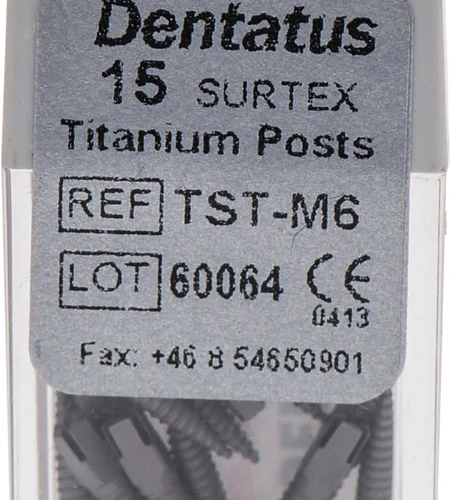 Dentatus
15 SURTEX
Titanium Posts
REF TST-M6
LOT 60064 CE
0413
Fax: +46 8 54650901